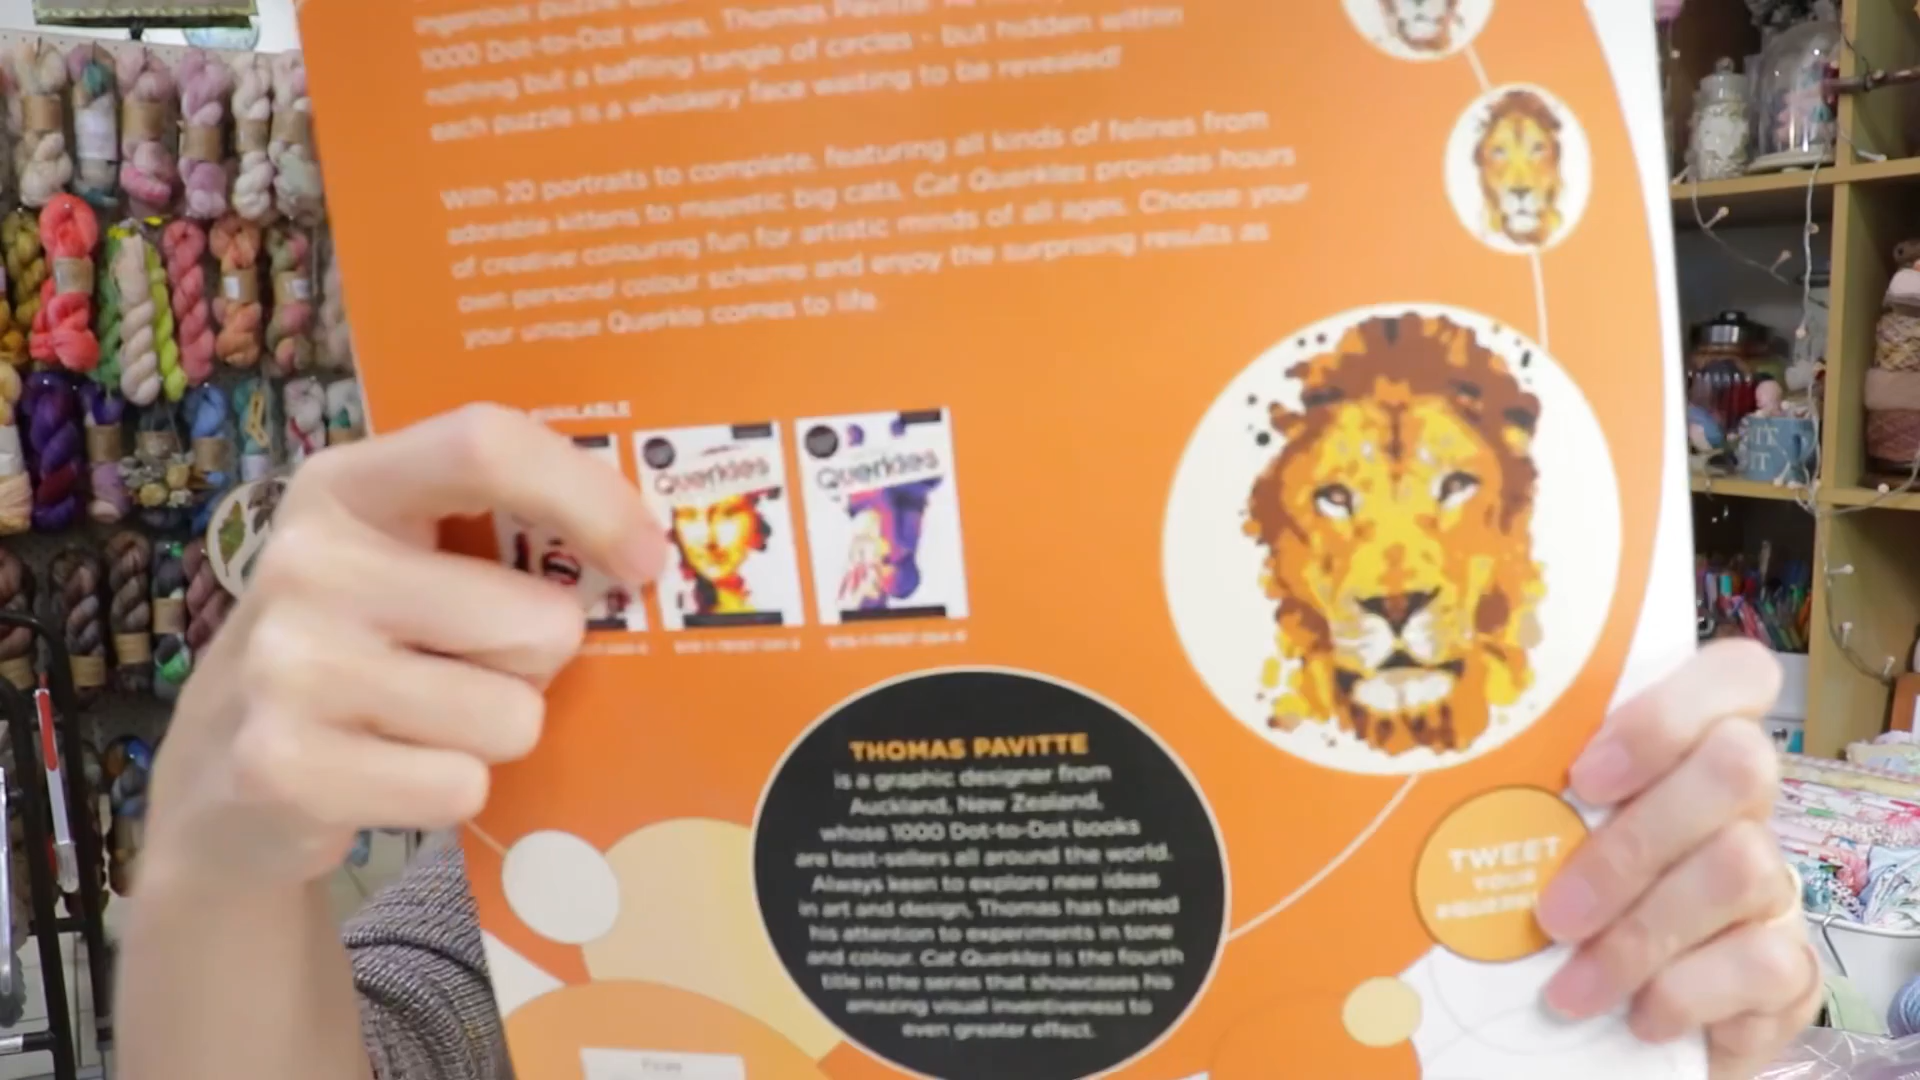 ingenious puzzle
1000 Dot-to-Dot series, Thomas Pavitte. At
nothing but a baffling tangle of circles - but hidden within
each puzzle is a whiskery face waiting to be revealed!
With 20 portraits to complete, featuring all kinds of felines from
adorable kittens to majestic big cats, Cat Querkles provides hours
of creative colouring fun for artistic minds of all ages. Choose your
own personal colour scheme and enjoy the surprising results as
your unique Querkle comes to life.
AVAILABLE
Querkles
Querkles
THOMAS PAVITTE
is a graphic designer from
Auckland, New Zealand,
whose 1000 Dot-to-Dot books
are best-sellers all around the world.
Always keen to explore new ideas
in art and design, Thomas has turned
his attention to experiments in tone
and colour. Cat Querkles is the fourth
title in the series that showcases his
amazing visual inventiveness to
even greater effect.
TWEET
YOUR